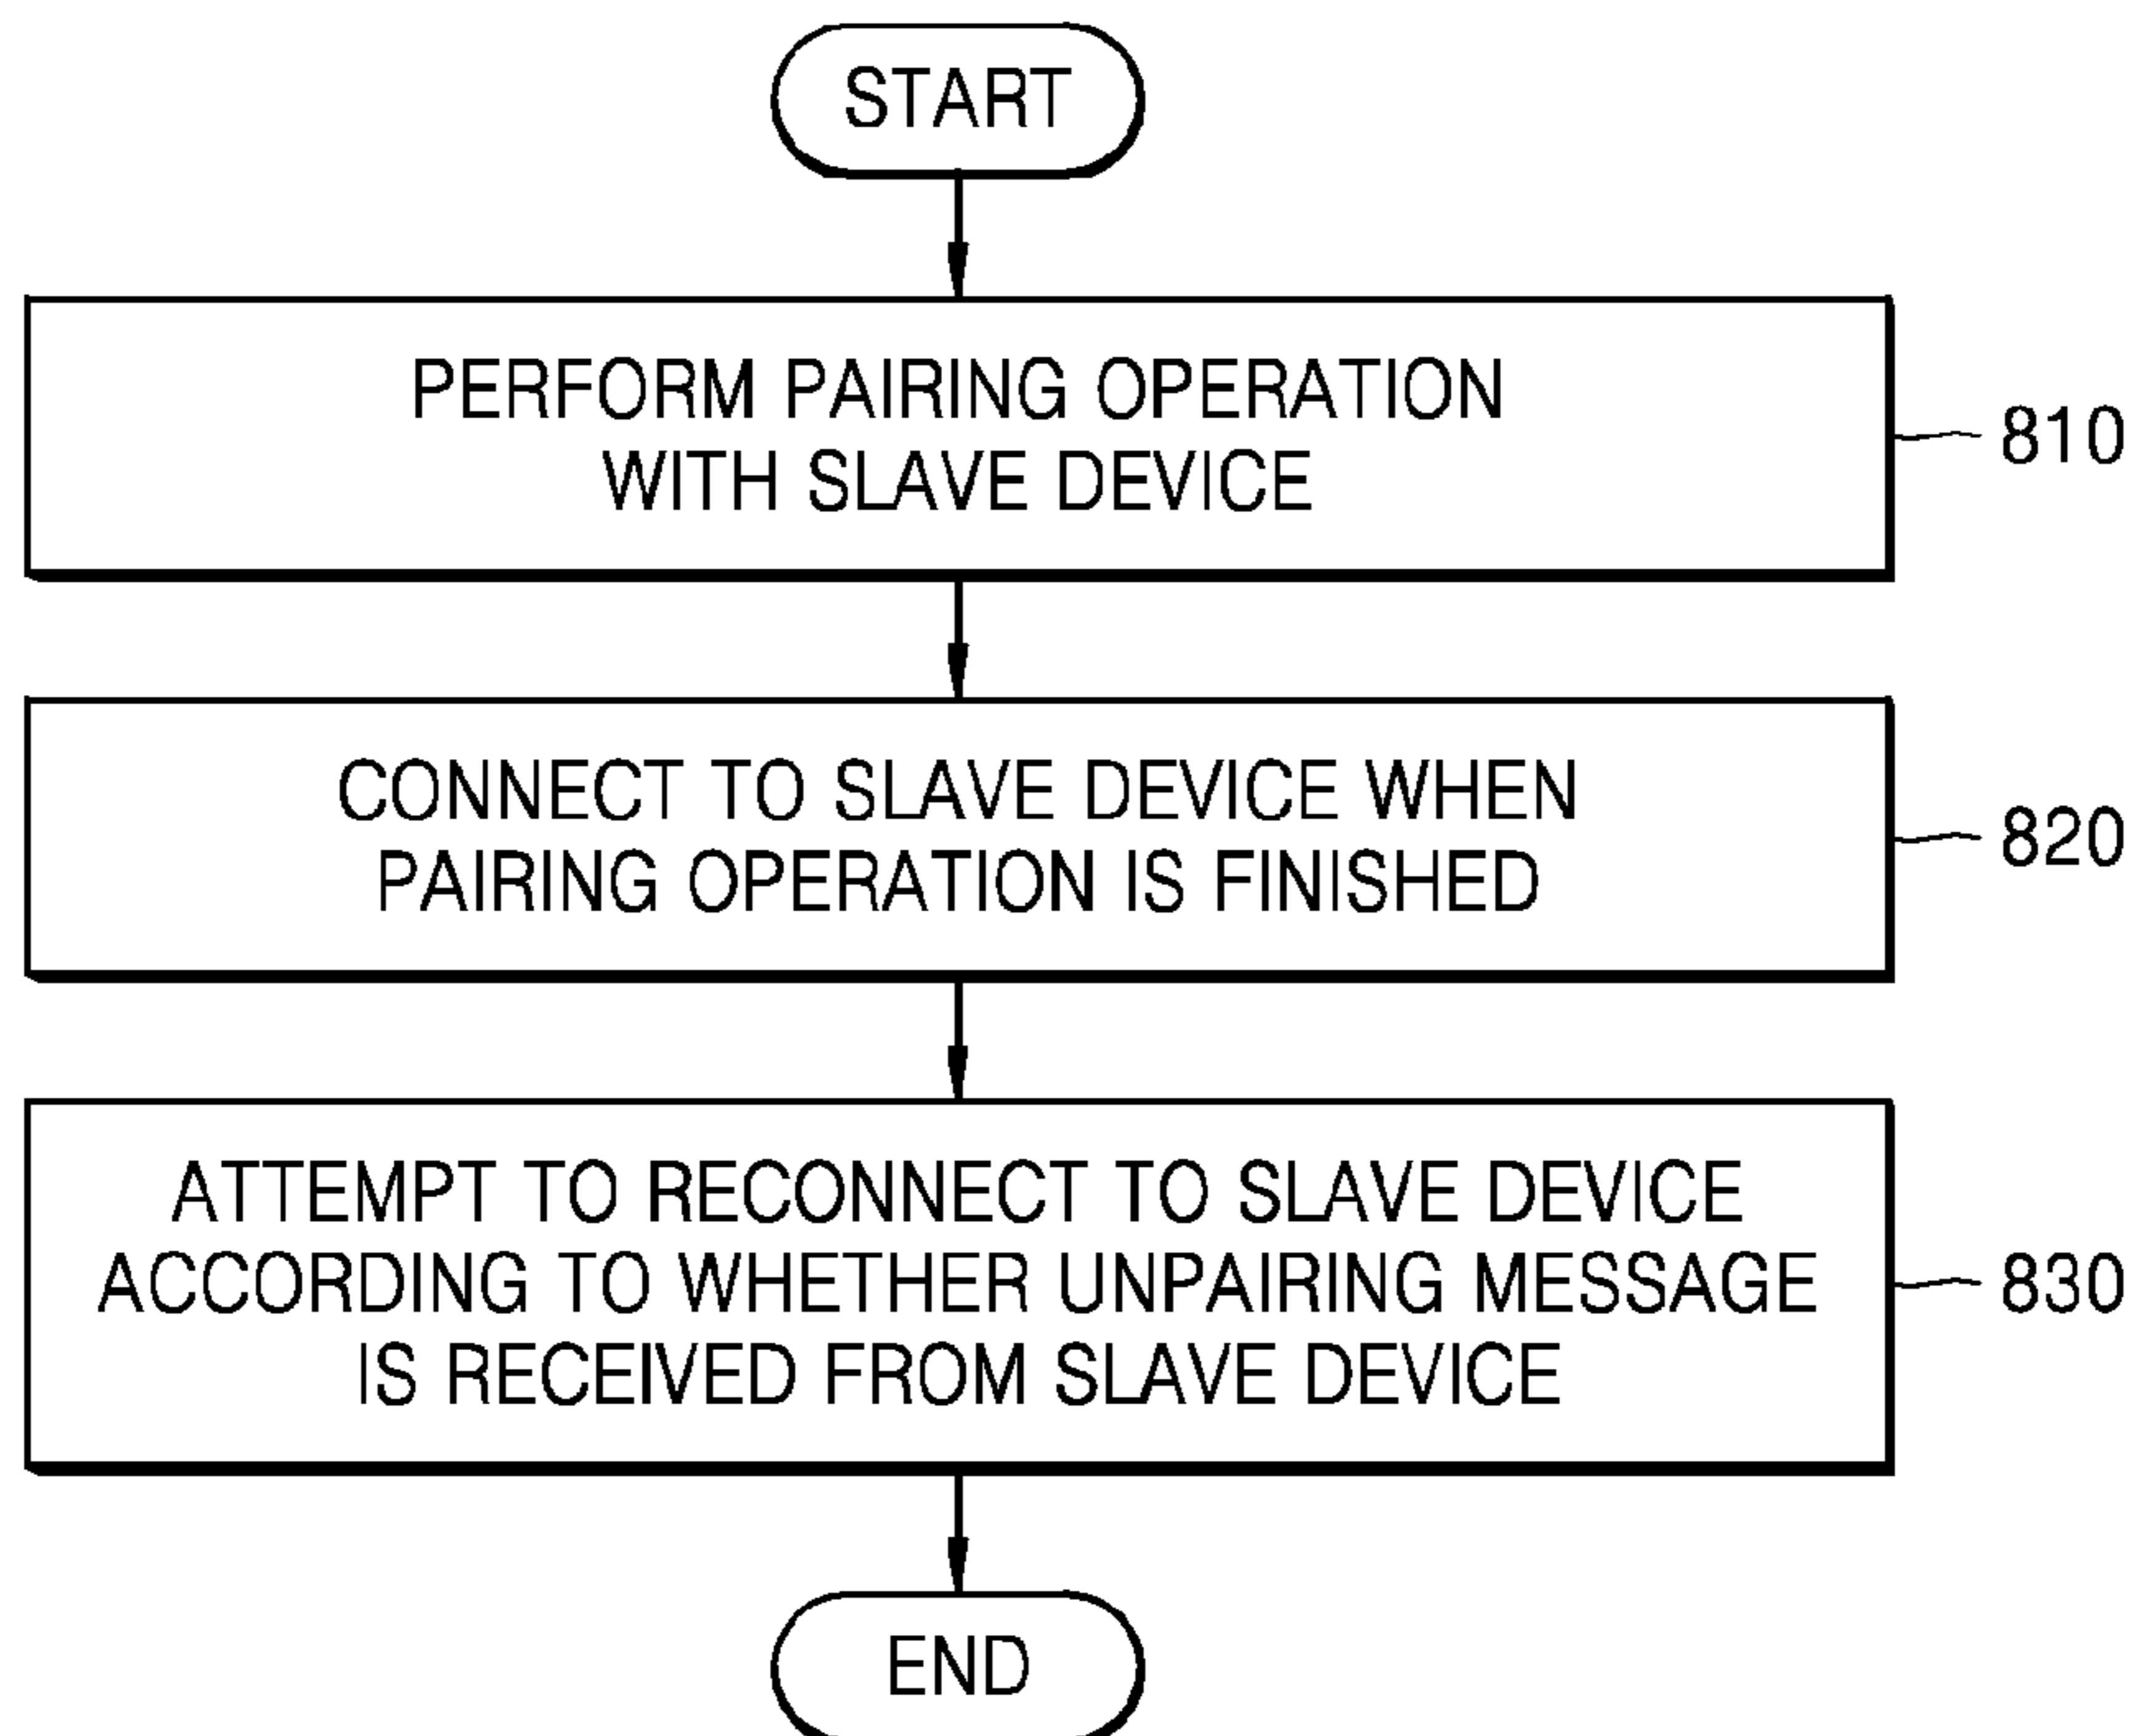 START
PERFORM PAIRING OPERATION
WITH SLAVE DEVICE
810
CONNECT TO SLAVE DEVICE WHEN
PAIRING OPERATION IS FINISHED
820
ATTEMPT TO RECONNECT TO SLAVE DEVICE
ACCORDING TO WHETHER UNPAIRING MESSAGE
IS RECEIVED FROM SLAVE DEVICE
830
END